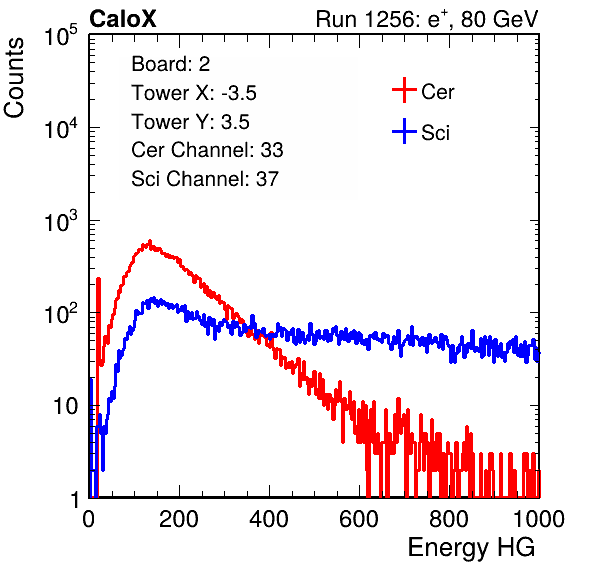 CaloX Run 1256: e⁺, 80 GeV
Counts
Board: 2
Tower X: -3.5
Tower Y: 3.5
Cer Channel: 33
Sci Channel: 37
Cer
Sci
10⁵
10⁴
10³
10²
10
1
0 200 400 600 800 1000
Energy HG